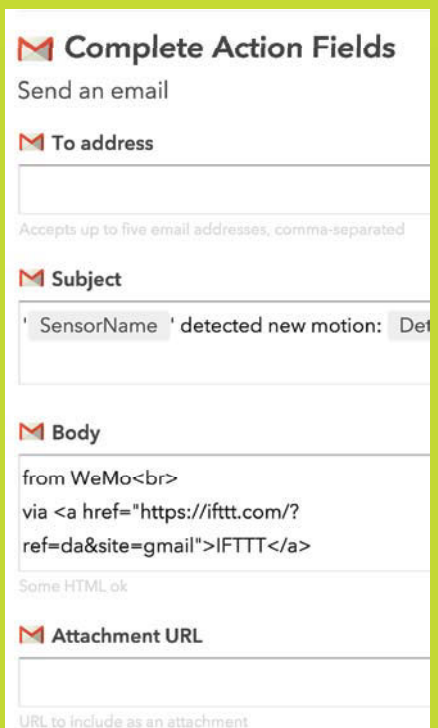 Complete Action Fields
Send an email
To address
Accepts up to five email addresses, comma-separated
Subject
' SensorName ' detected new motion: Det
Body
from WeMo<br>
via <a href="https://ifttt.com/?
ref=da&site=gmail">IFTTT</a>
Some HTML ok
Attachment URL
URL to include as an attachment